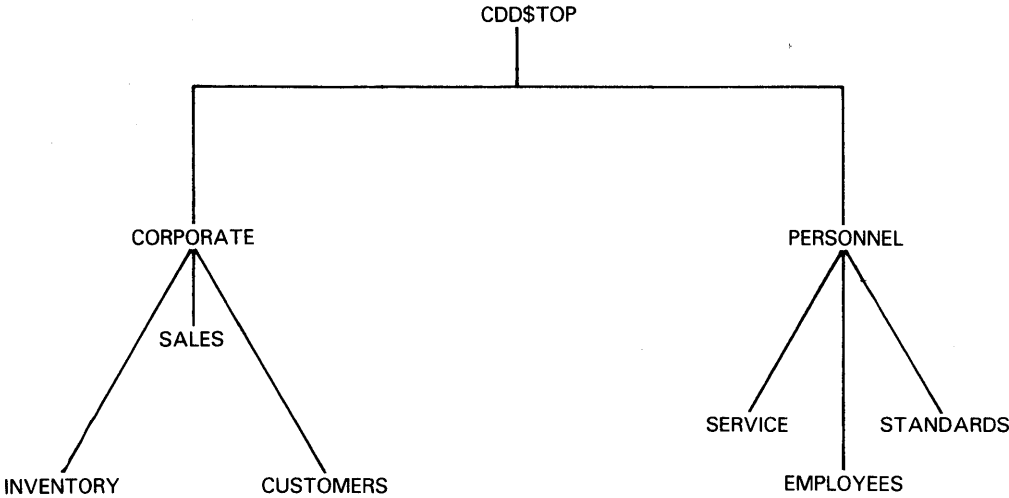 CDD$TOP
CORPORATE
PERSONNEL
SALES
SERVICE
STANDARDS
INVENTORY
CUSTOMERS
EMPLOYEES